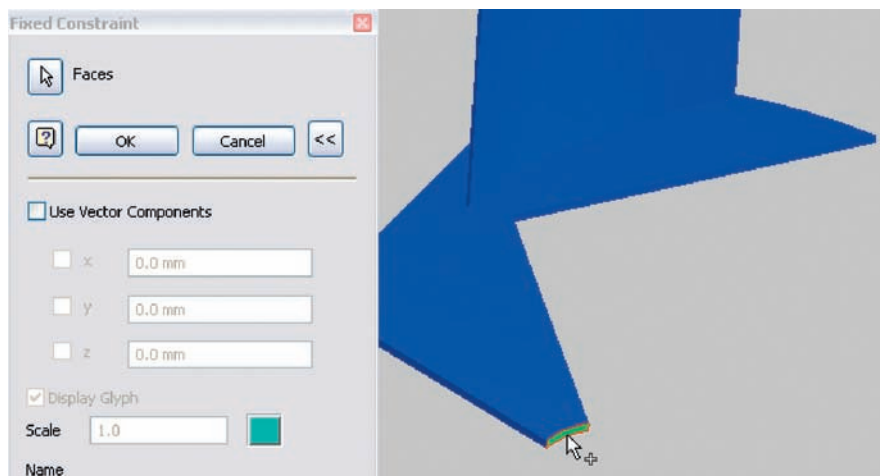 Fixed Constraint
Faces
OK Cancel <<
Use Vector Components
x 0.0 mm
y 0.0 mm
z 0.0 mm
Display Glyph
Scale 1.0
Name